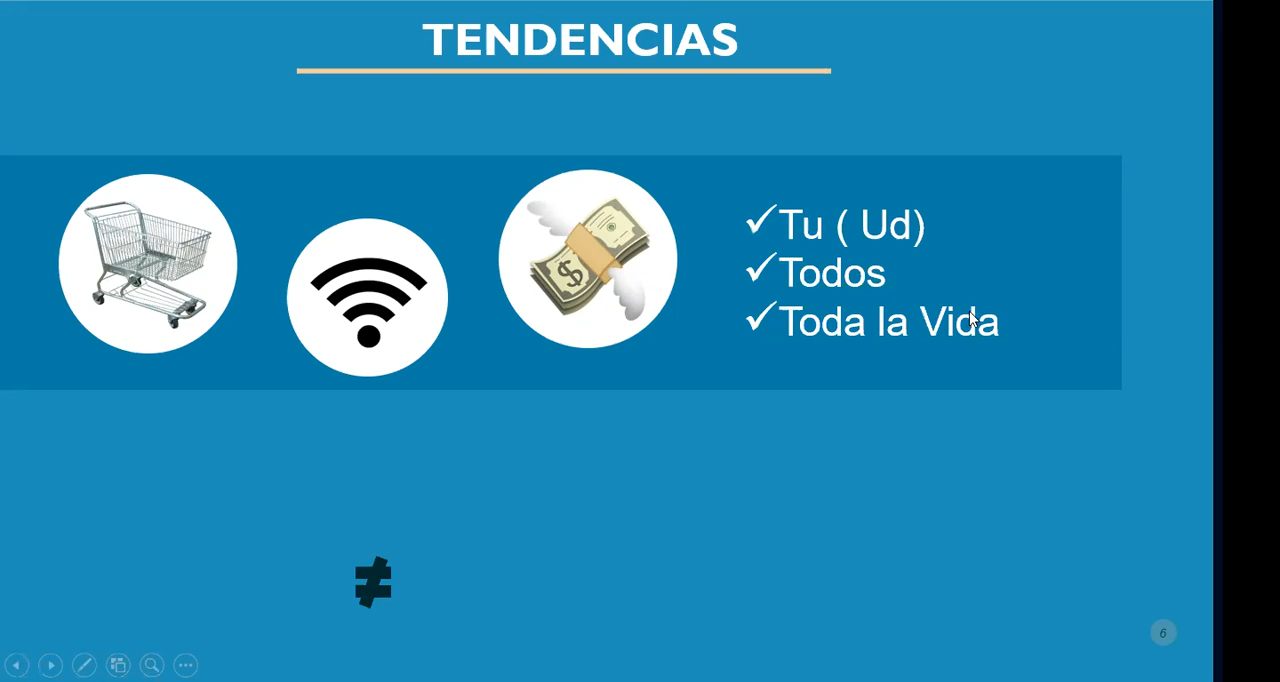 TENDENCIAS
✓Tu ( Ud)
✓Todos
✓Toda la Vida
≠
6